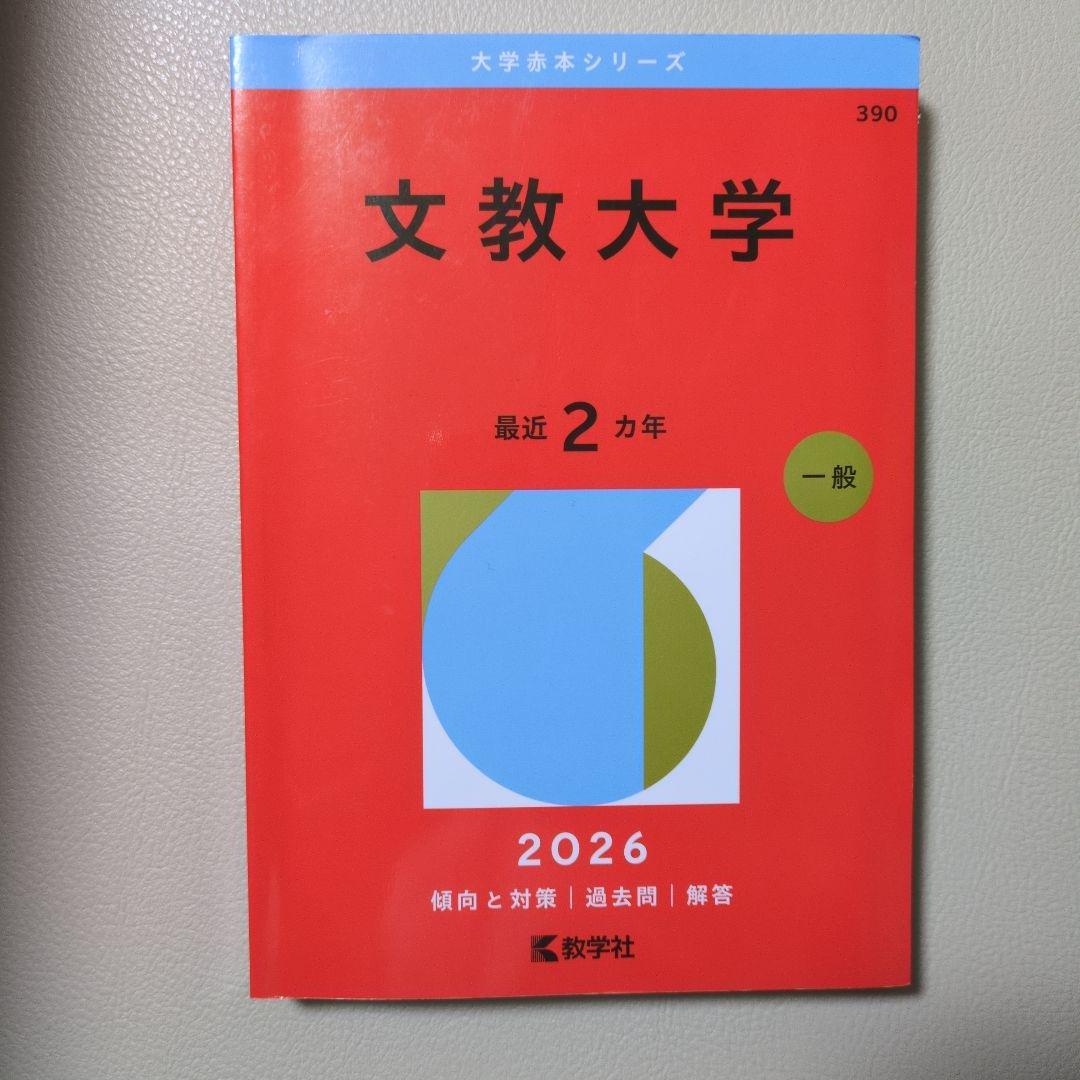 大学赤本シリーズ
390
文教大学
最近2カ年
一般
2026
傾向と対策｜過去問｜解答
教学社